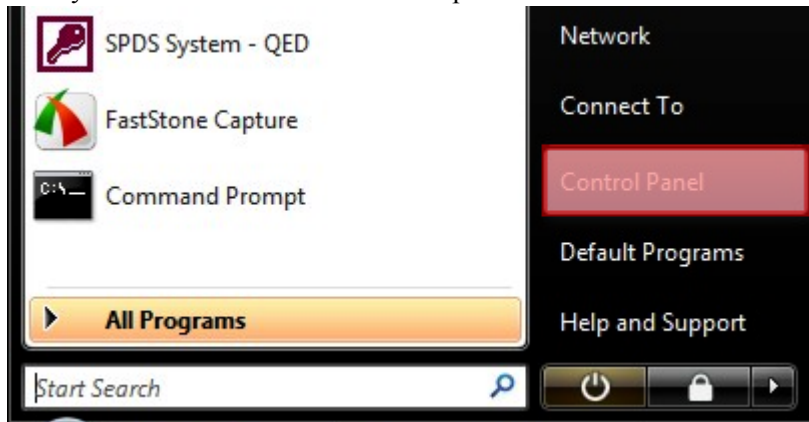 SPDS System - QED
FastStone Capture
C:\_
Command Prompt
All Programs
Start Search
Network
Connect To
Control Panel
Default Programs
Help and Support